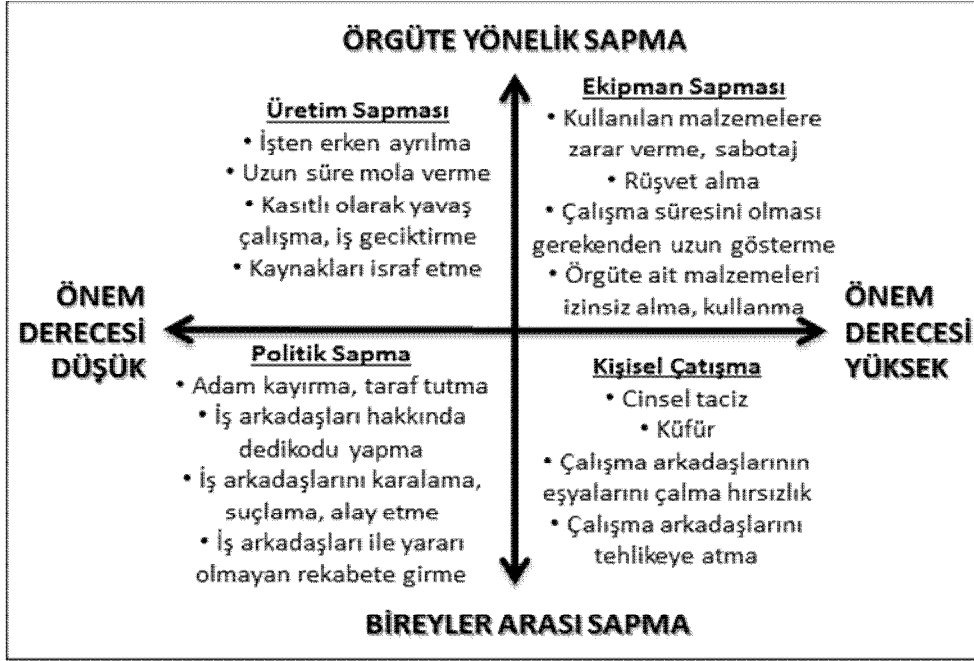 ÖRGÜTE YÖNELİK SAPMA
Üretim Sapması
• İşten erken ayrılma
• Uzun süre mola verme
• Kasıtlı olarak yavaş
çalışma, iş geciktirme
• Kaynakları israf etme
Ekipman Sapması
• Kullanılan malzemelere
zarar verme, sabotaj
• Rüşvet alma
• Çalışma süresini olması
gerekenden uzun gösterme
• Örgüte ait malzemeleri
izinsiz alma, kullanma
ÖNEM
DERECESİ
DÜŞÜK
ÖNEM
DERECESİ
YÜKSEK
Politik Sapma
• Adam kayırma, taraf tutma
• İş arkadaşları hakkında
dedikodu yapma
• İş arkadaşlarını karalama,
suçlama, alay etme
• İş arkadaşları ile yararı
olmayan rekabete girme
Kişisel Çatışma
• Cinsel taciz
• Küfür
• Çalışma arkadaşlarının
eşyalarını çalma hırsızlık
• Çalışma arkadaşlarını
tehlikeye atma
BİREYLER ARASI SAPMA